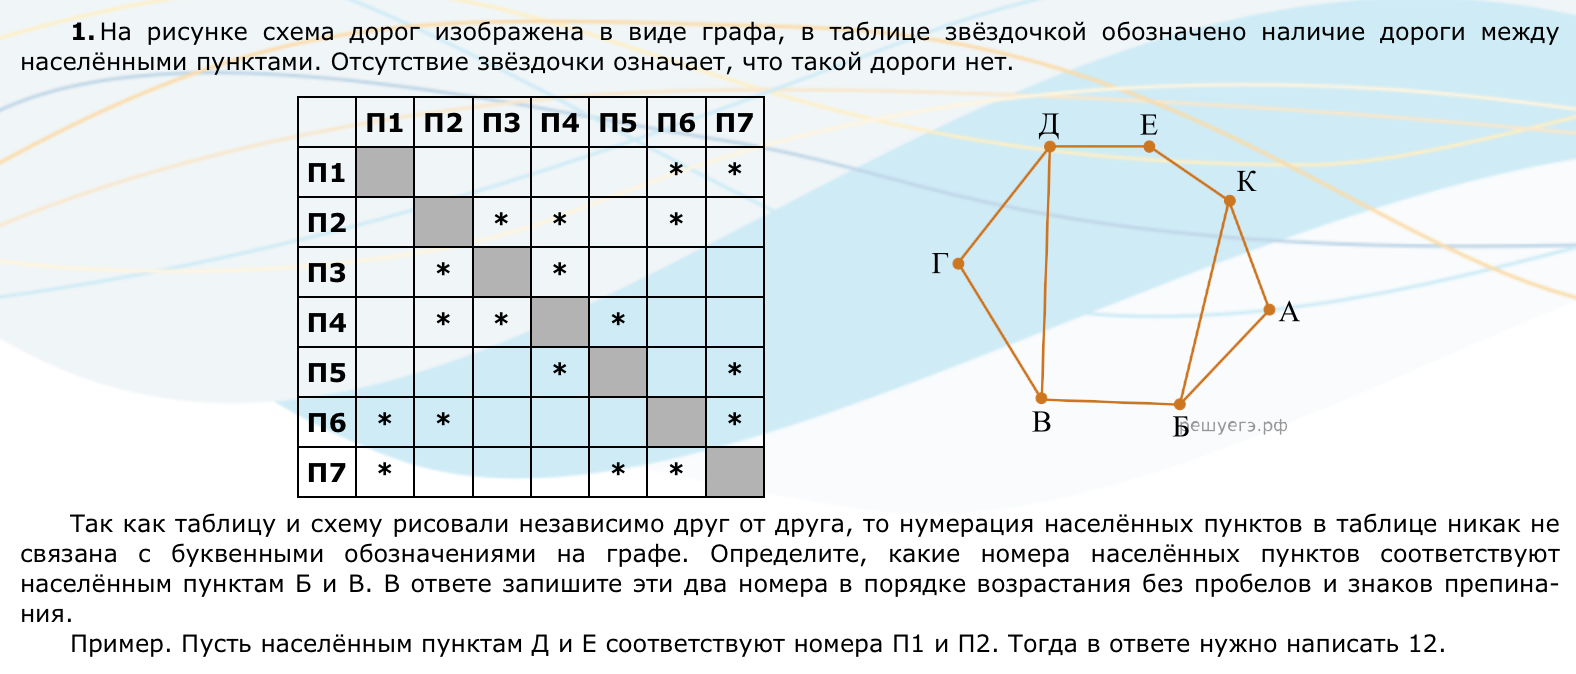 1. На рисунке схема дорог изображена в виде графа, в таблице звёздочкой обозначено наличие дороги между
населёнными пунктами. Отсутствие звёздочки означает, что такой дороги нет.
П1 П2 П3 П4 П5 П6 П7
П1 * *
П2 * * *
П3 * *
П4 * * *
П5 * *
П6 * * *
П7 * * *
Д Е
К
Г
А
В
Б
решуегэ.рф
Так как таблицу и схему рисовали независимо друг от друга, то нумерация населённых пунктов в таблице никак не
связана с буквенными обозначениями на графе. Определите, какие номера населённых пунктов соответствуют
населённым пунктам Б и В. В ответе запишите эти два номера в порядке возрастания без пробелов и знаков препина-
ния.
Пример. Пусть населённым пунктам Д и Е соответствуют номера П1 и П2. Тогда в ответе нужно написать 12.